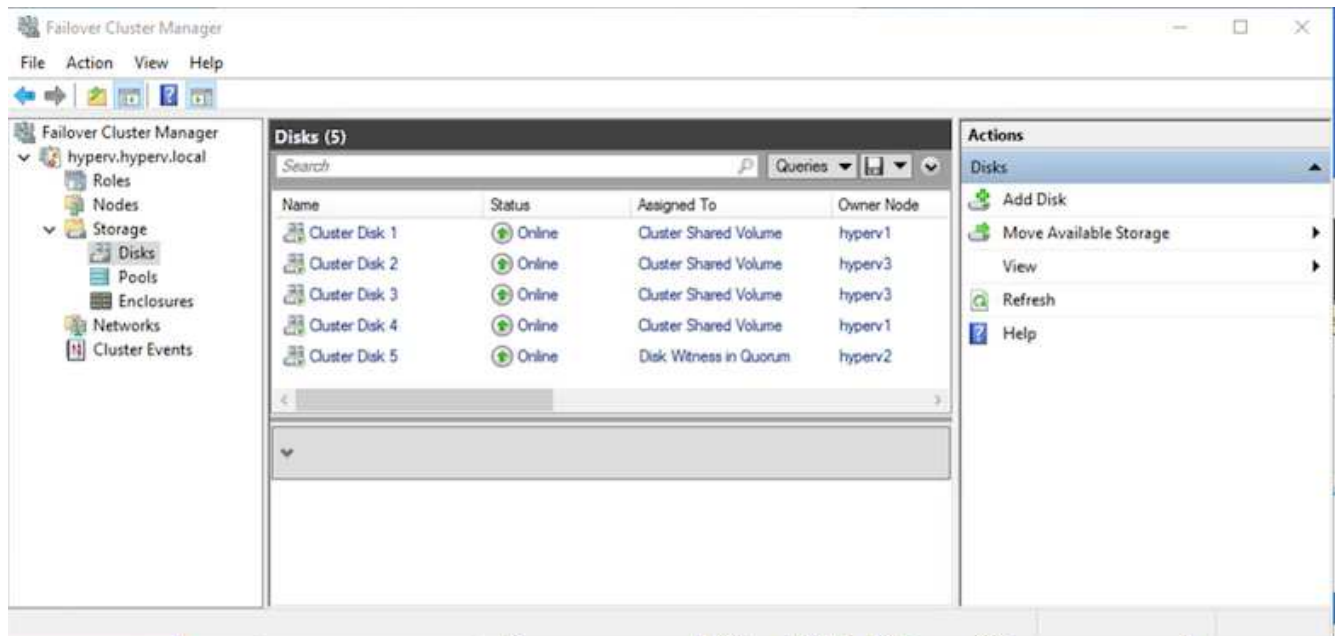 Failover Cluster Manager
File Action View Help
Failover Cluster Manager
hyperv.hyperv.local
Roles
Nodes
Storage
Disks
Pools
Enclosures
Networks
Cluster Events
Disks (5)
Search
Queries
Name Status Assigned To Owner Node
Cluster Disk 1 Online Cluster Shared Volume hyperv1
Cluster Disk 2 Online Cluster Shared Volume hyperv3
Cluster Disk 3 Online Cluster Shared Volume hyperv3
Cluster Disk 4 Online Cluster Shared Volume hyperv1
Cluster Disk 5 Online Disk Witness in Quorum hyperv2
Actions
Disks
Add Disk
Move Available Storage
View
Refresh
Help